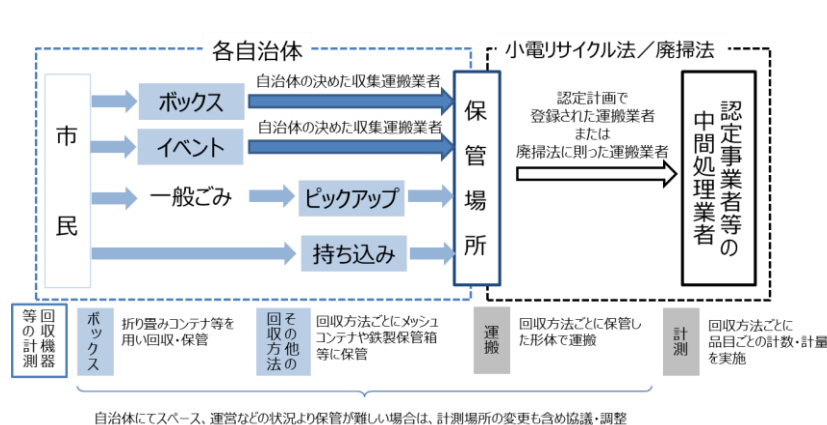 各自治体
小電リサイクル法／廃掃法
市民
ボックス
自治体の決めた収集運搬業者
イベント
自治体の決めた収集運搬業者
一般ごみ
ピックアップ
持ち込み
保管場所
認定計画で
登録された運搬業者
または
廃掃法に則った運搬業者
認定事業者等の
中間処理業者
回収機器
等の計測
ボックス
折り畳みコンテナ等を
用い回収・保管
その他の
回収方法
回収方法ごとにメッシュ
コンテナや鉄製保管箱
等に保管
運搬
回収方法ごとに保管し
た形体で運搬
計測
回収方法ごとに
品目ごとの計数・計量
を実施
自治体にてスペース、運営などの状況より保管が難しい場合は、計測場所の変更も含め協議・調整